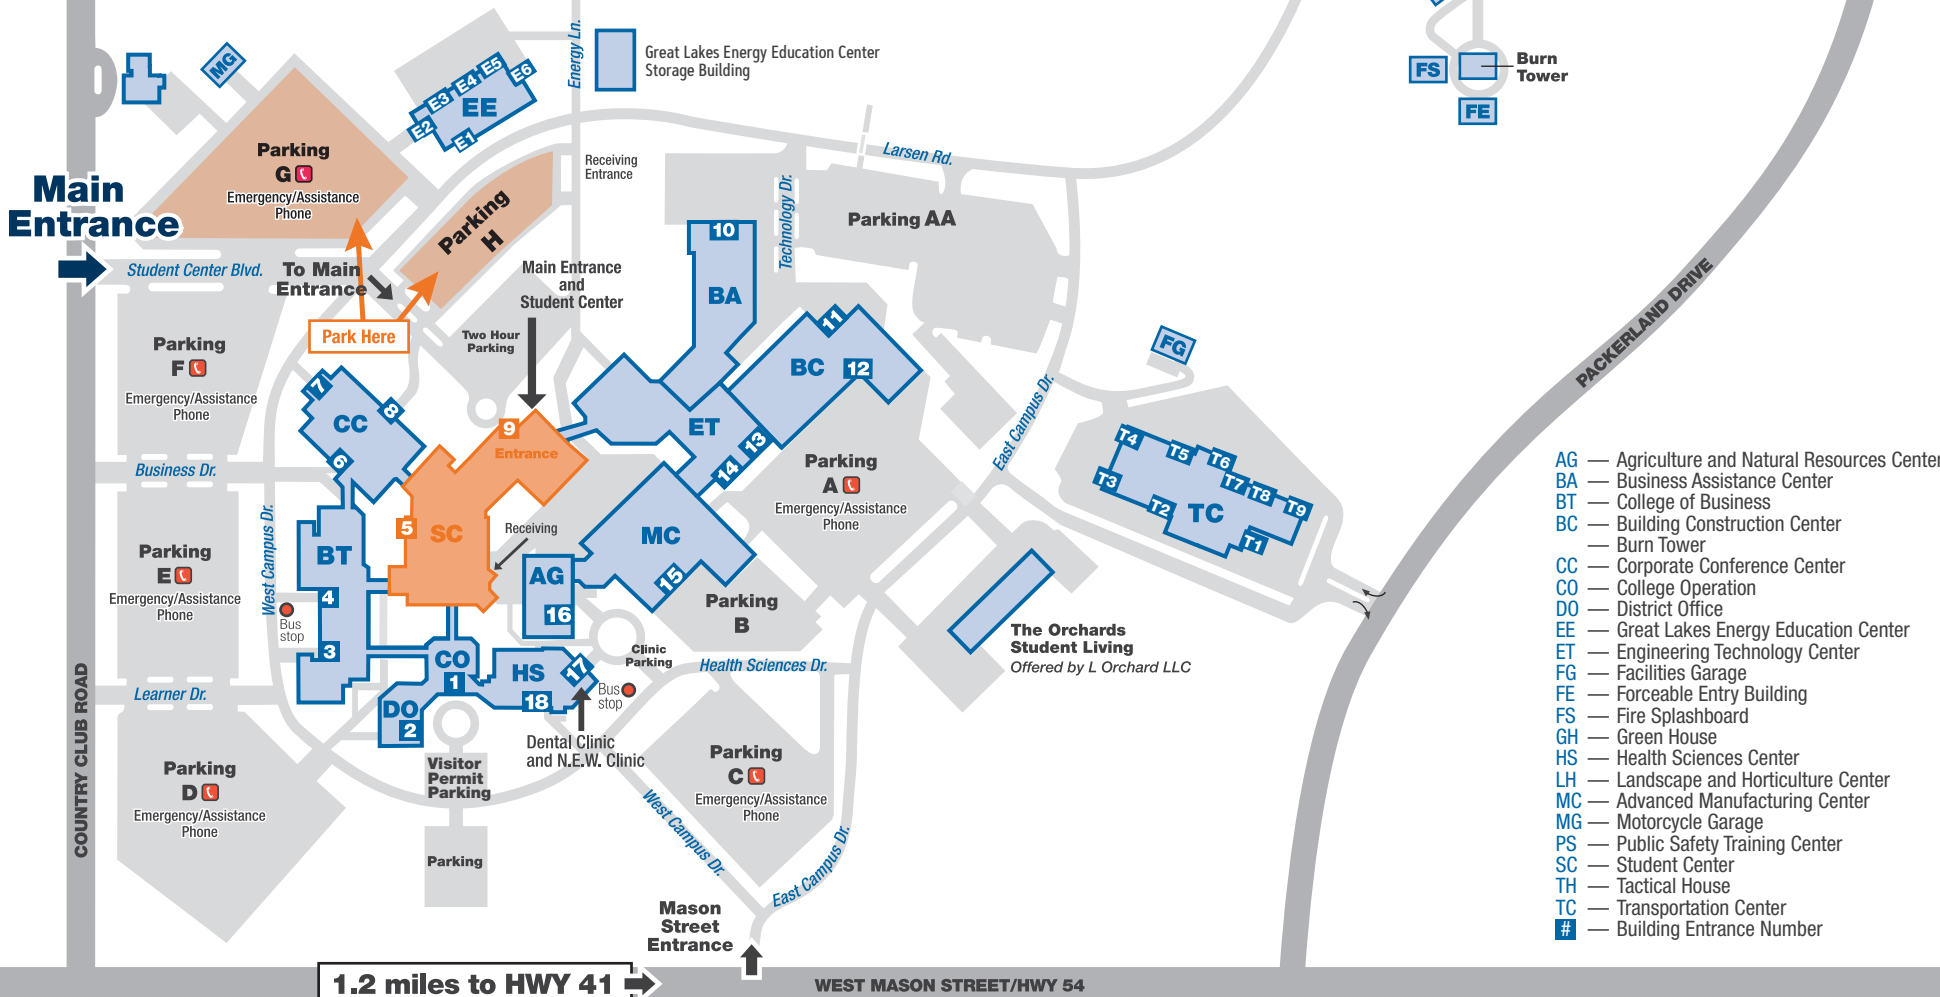 Energy Ln.
Great Lakes Energy Education Center
Storage Building
MG
E6
E5
E4
E3
E2
E1
EE
FS
Burn
Tower
FE
Parking
G
Emergency/Assistance
Phone
Receiving
Entrance
Larsen Rd.
Main
Entrance
Parking
H
Technology Dr.
Parking AA
Student Center Blvd.
To Main
Entrance
Main Entrance
and
Student Center
10
BA
Park Here
Two Hour
Parking
Parking
F
Emergency/Assistance
Phone
11
BC
12
FG
PACKERLAND DRIVE
7
8
CC
6
9
Entrance
ET
13
14
East Campus Dr.
Business Dr.
Parking
A
Emergency/Assistance
Phone
T4
T5
T6
T3
T7
T8
T2
T9
TC
T1
West Campus Dr.
5
SC
Receiving
MC
15
BT
4
3
AG
16
Parking
E
Emergency/Assistance
Phone
Bus
stop
Parking
B
The Orchards
Student Living
Offered by L Orchard LLC
Clinic
Parking
Health Sciences Dr.
CO
1
HS
17
18
Bus
stop
Learner Dr.
DO
2
Dental Clinic
and N.E.W. Clinic
Visitor
Permit
Parking
Parking
D
Emergency/Assistance
Phone
Parking
C
Emergency/Assistance
Phone
COUNTRY CLUB ROAD
West Campus Dr.
East Campus Dr.
Parking
Mason
Street
Entrance
1.2 miles to HWY 41
WEST MASON STREET/HWY 54
AG — Agriculture and Natural Resources Center
BA — Business Assistance Center
BT — College of Business
BC — Building Construction Center
— Burn Tower
CC — Corporate Conference Center
CO — College Operation
DO — District Office
EE — Great Lakes Energy Education Center
ET — Engineering Technology Center
FG — Facilities Garage
FE — Forceable Entry Building
FS — Fire Splashboard
GH — Green House
HS — Health Sciences Center
LH — Landscape and Horticulture Center
MC — Advanced Manufacturing Center
MG — Motorcycle Garage
PS — Public Safety Training Center
SC — Student Center
TH — Tactical House
TC — Transportation Center
# — Building Entrance Number